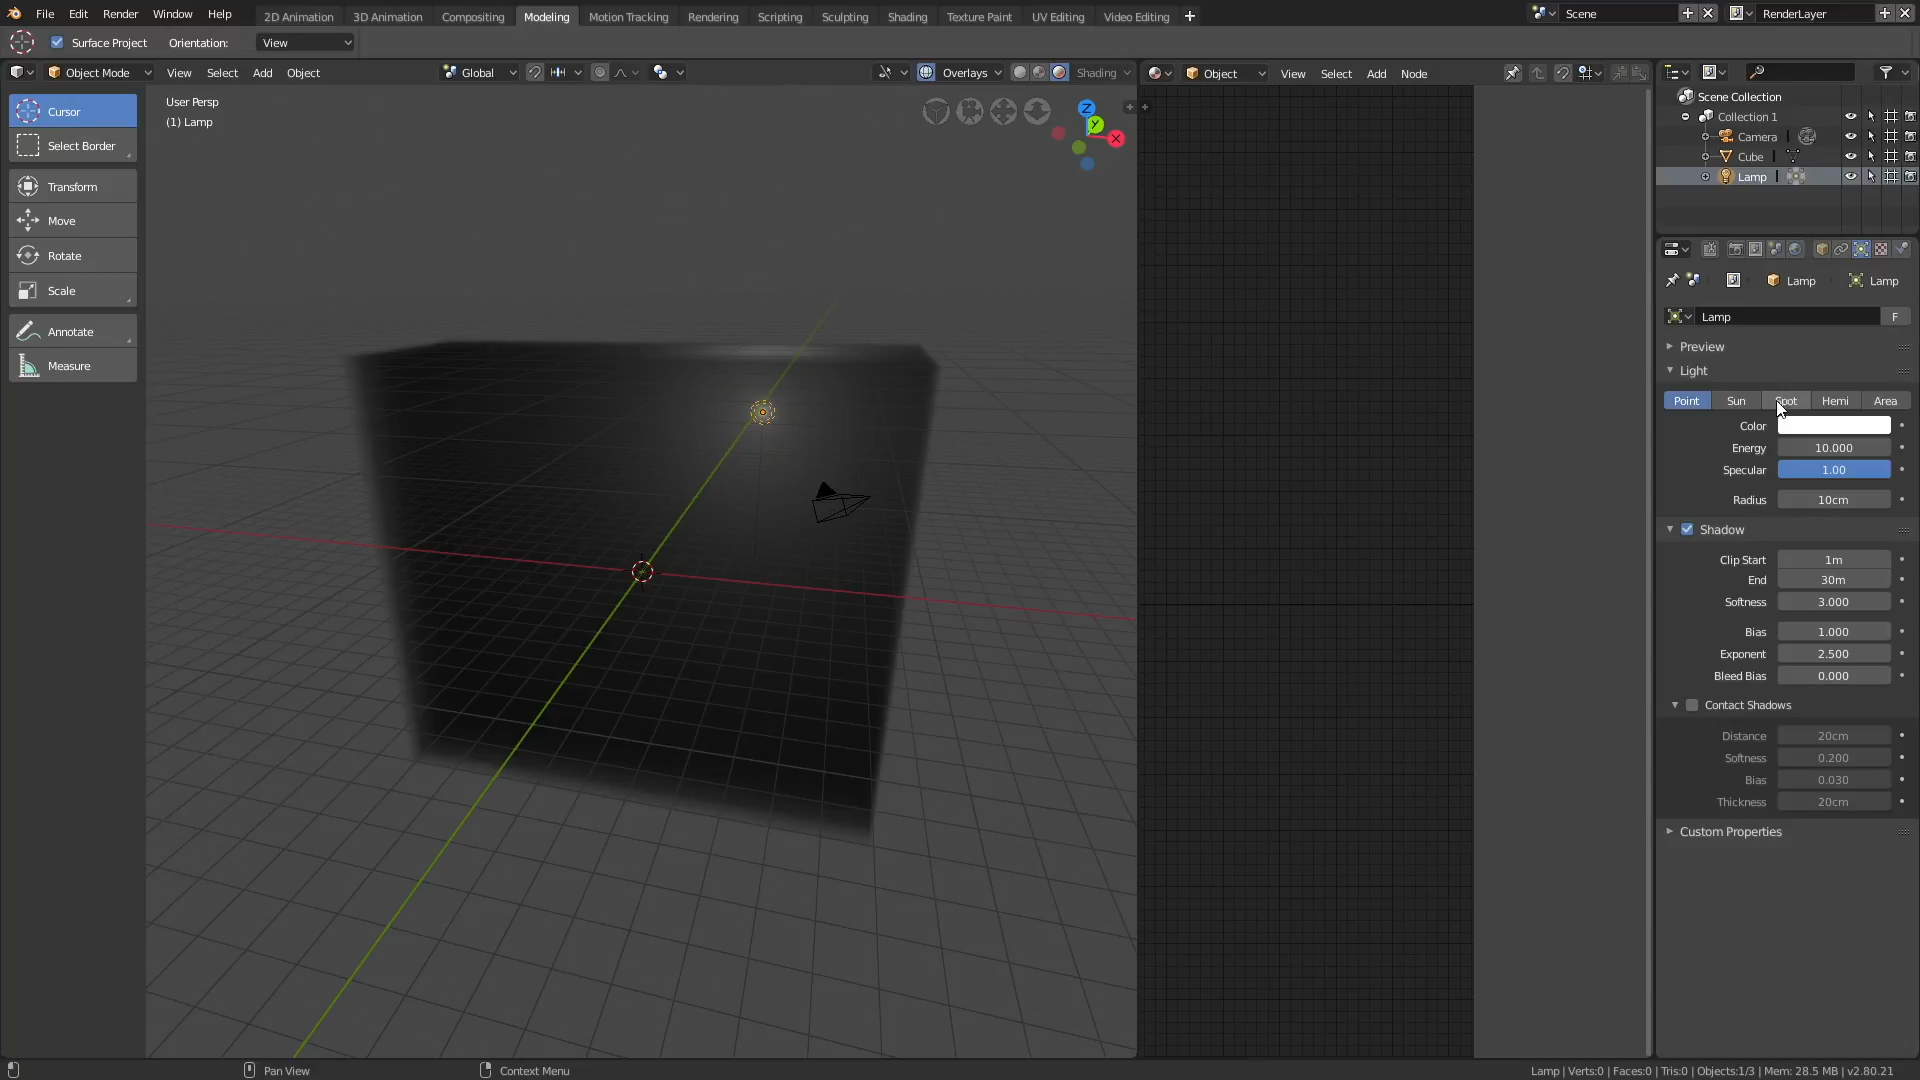 File Edit Render Window Help 2D Animation 3D Animation Compositing Modeling Motion Tracking Rendering Scripting Sculpting Shading Texture Paint UV Editing Video Editing Scene RenderLayer
Surface Project Orientation: View
Object Mode View Select Add Object Global Overlays Shading Object View Select Add Node
User Persp
(1) Lamp
Z
Y
X
Cursor
Select Border
Transform
Move
Rotate
Scale
Annotate
Measure
Scene Collection
Collection 1
Camera
Cube
Lamp
Lamp Lamp
Lamp F
Preview
Light
Point Sun Spot Hemi Area
Color
Energy 10.000
Specular 1.00
Radius 10cm
Shadow
Clip Start 1m
End 30m
Softness 3.000
Bias 1.000
Exponent 2.500
Bleed Bias 0.000
Contact Shadows
Distance 20cm
Softness 0.200
Bias 0.030
Thickness 20cm
Custom Properties
Pan View Context Menu Lamp | Verts:0 | Faces:0 | Tris:0 | Objects:1/3 | Mem: 28.5 MB | v2.80.21